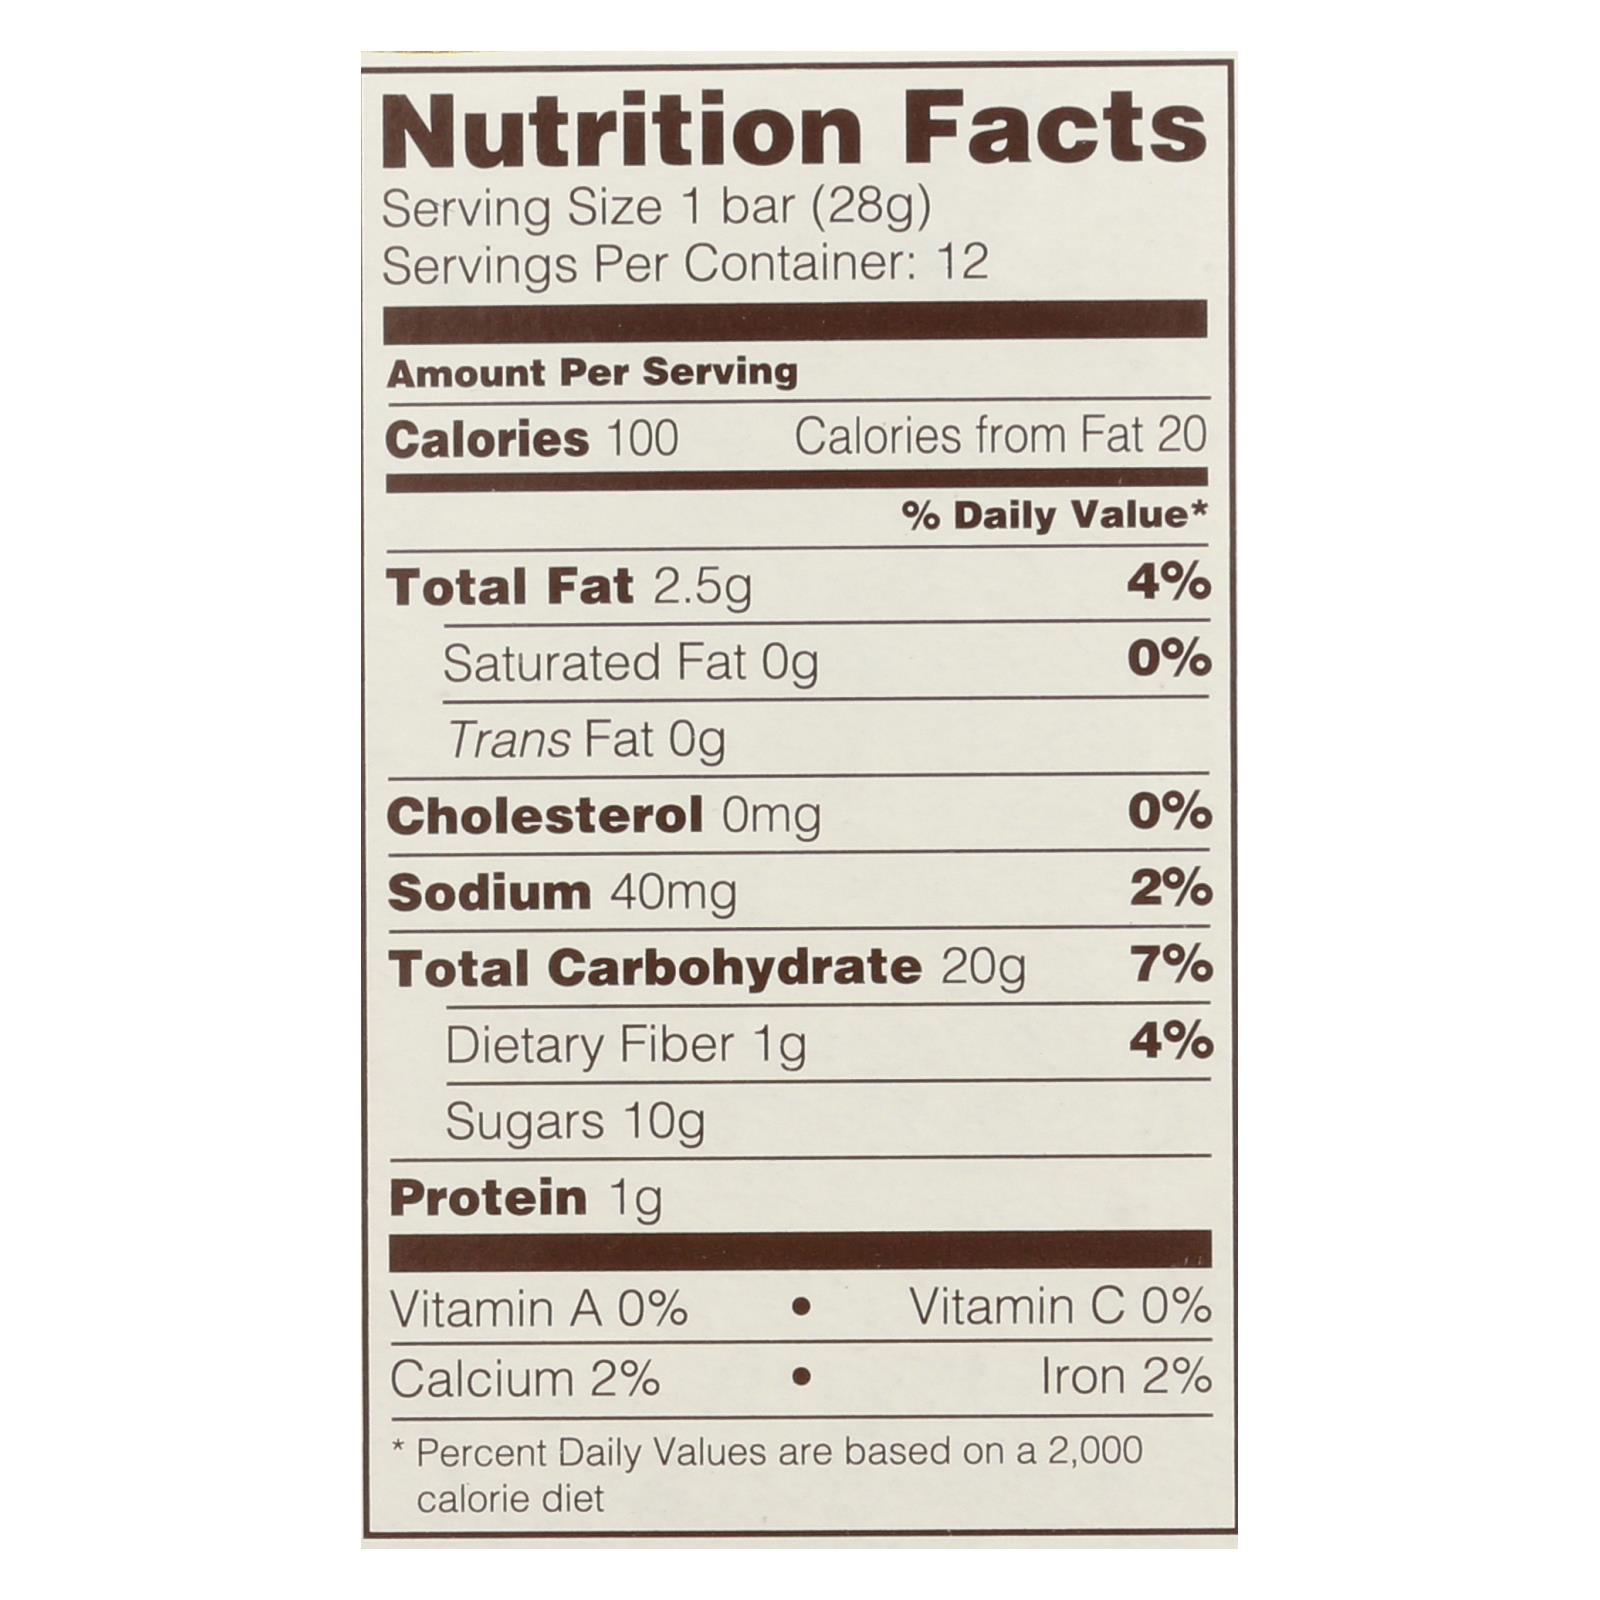 Nutrition Facts
Serving Size 1 bar (28g)
Servings Per Container: 12
Amount Per Serving
Calories 100 Calories from Fat 20
% Daily Value*
Total Fat 2.5g 4%
Saturated Fat 0g 0%
Trans Fat 0g
Cholesterol 0mg 0%
Sodium 40mg 2%
Total Carbohydrate 20g 7%
Dietary Fiber 1g 4%
Sugars 10g
Protein 1g
Vitamin A 0% • Vitamin C 0%
Calcium 2% • Iron 2%
* Percent Daily Values are based on a 2,000
calorie diet